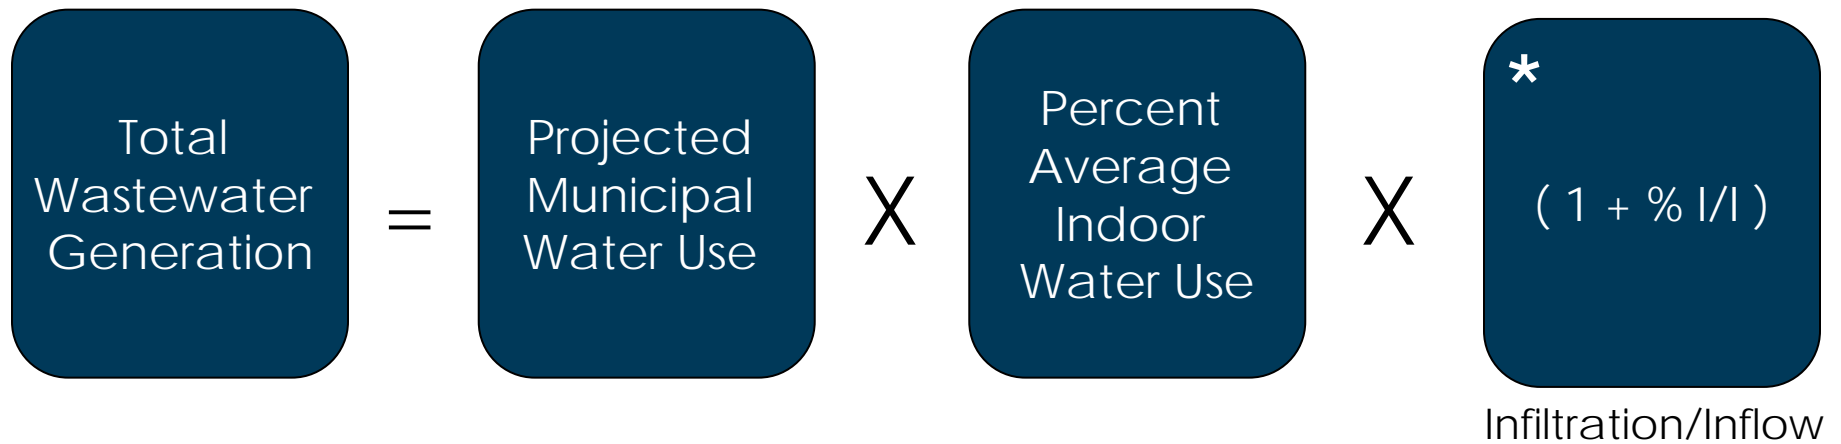 Total
Wastewater
Generation
=
Projected
Municipal
Water Use
X
Percent
Average
Indoor
Water Use
X
*
( 1 + % I/I )
Infiltration/Inflow